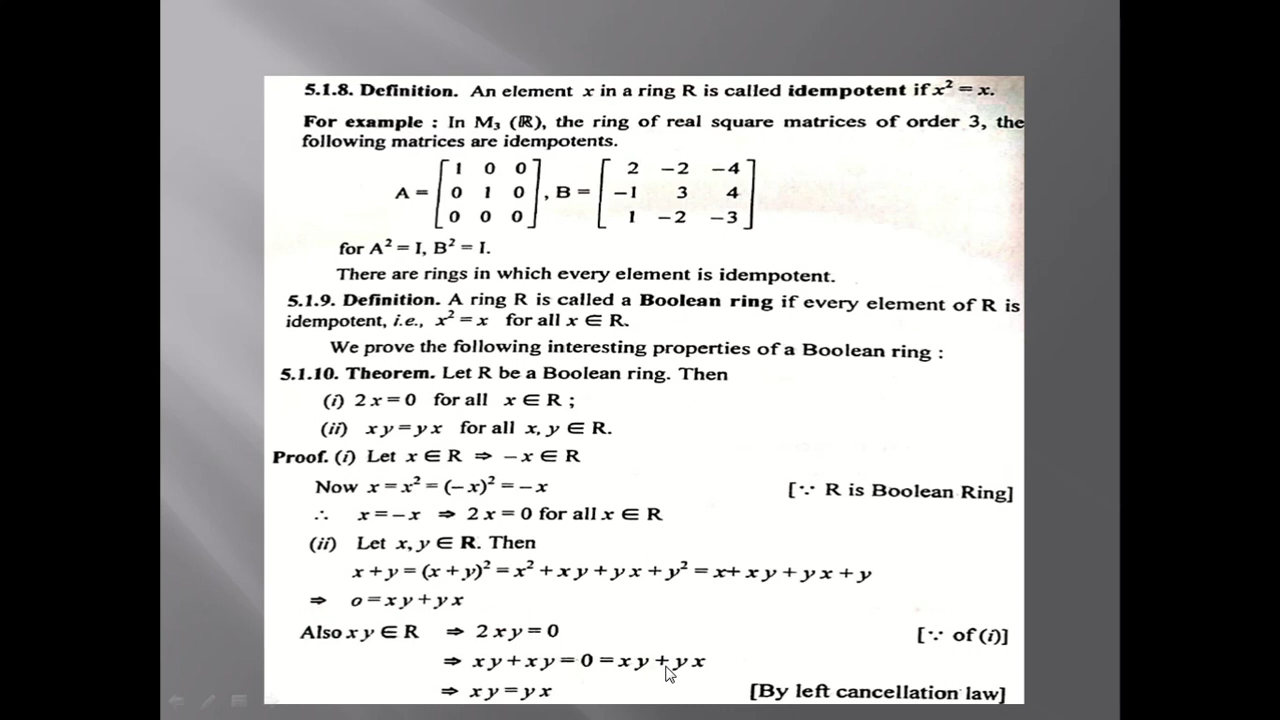 5.1.8. Definition. An element x in a ring R is called idempotent if x² = x.
For example : In M₃ (ℝ), the ring of real square matrices of order 3, the
following matrices are idempotents.
A = [ 1 0 0 ; 0 1 0 ; 0 0 0 ] , B = [ 2 −2 −4 ; −1 3 4 ; 1 −2 −3 ]
for A² = I, B² = I.
There are rings in which every element is idempotent.
5.1.9. Definition. A ring R is called a Boolean ring if every element of R is
idempotent, i.e., x² = x for all x ∈ R.
We prove the following interesting properties of a Boolean ring :
5.1.10. Theorem. Let R be a Boolean ring. Then
(i) 2x = 0 for all x ∈ R ;
(ii) xy = yx for all x, y ∈ R.
Proof. (i) Let x ∈ R ⇒ −x ∈ R
Now x = x² = (−x)² = −x [∵ R is Boolean Ring]
∴ x = −x ⇒ 2x = 0 for all x ∈ R
(ii) Let x, y ∈ R. Then
x + y = (x + y)² = x² + xy + yx + y² = x + xy + yx + y
⇒ o = xy + yx
Also xy ∈ R ⇒ 2xy = 0 [∵ of (i)]
⇒ xy + xy = 0 = xy + yx
⇒ xy = yx [By left cancellation law]